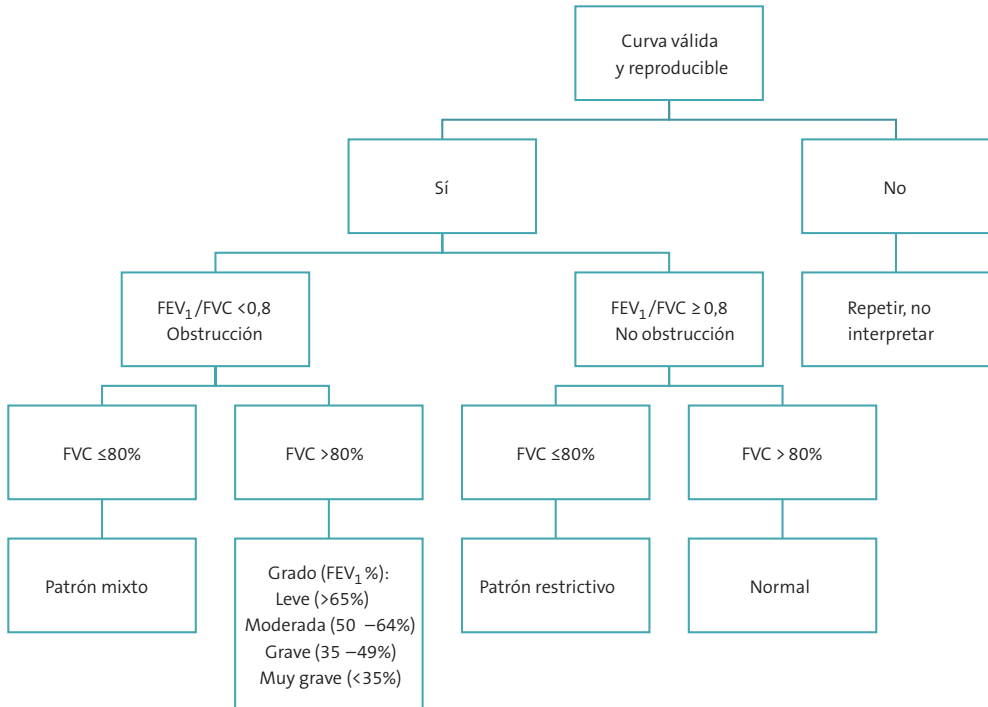 Curva válida
y reproducible
Sí
No
FEV₁/FVC <0,8
Obstrucción
FEV₁/FVC ≥ 0,8
No obstrucción
Repetir, no
interpretar
FVC ≤80%
FVC >80%
FVC ≤80%
FVC > 80%
Patrón mixto
Grado (FEV₁%):
Leve (>65%)
Moderada (50 –64%)
Grave (35 –49%)
Muy grave (<35%)
Patrón restrictivo
Normal